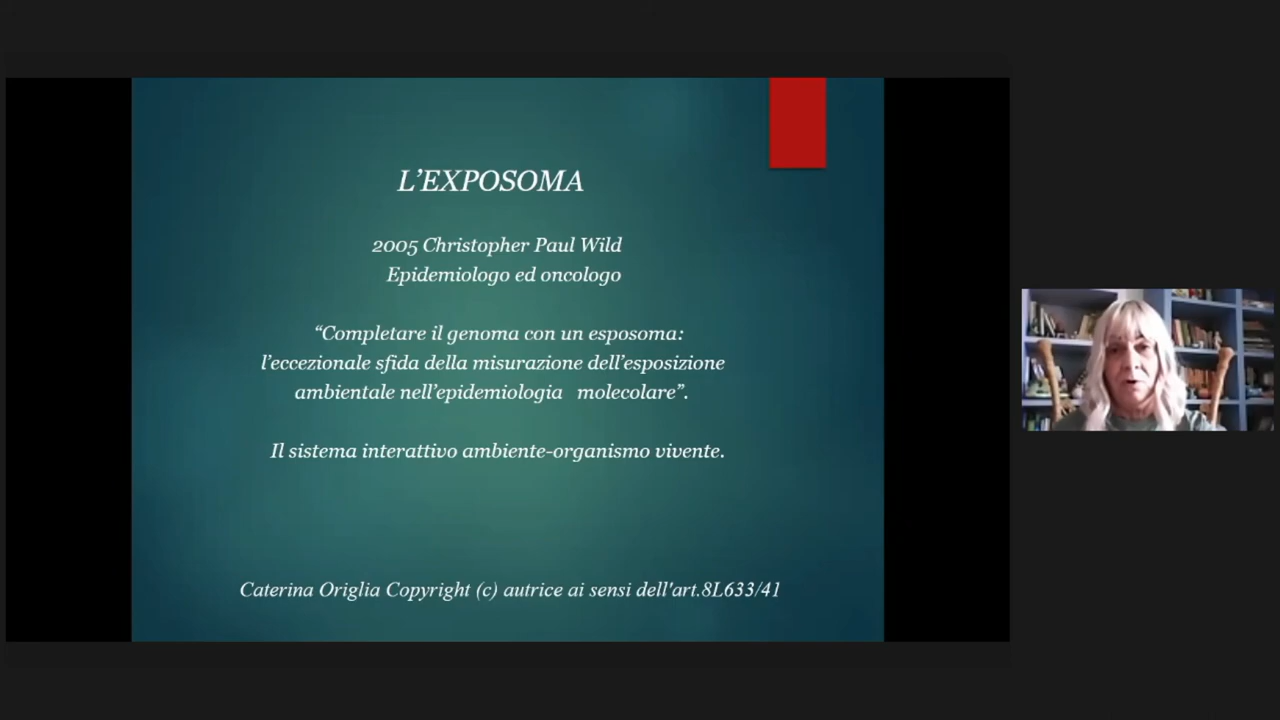 L’EXPOSOMA
2005 Christopher Paul Wild
Epidemiologo ed oncologo
“Completare il genoma con un esposoma:
l’eccezionale sfida della misurazione dell’esposizione
ambientale nell’epidemiologia molecolare”.
Il sistema interattivo ambiente-organismo vivente.
Caterina Origlia Copyright (c) autrice ai sensi dell'art.8L633/41